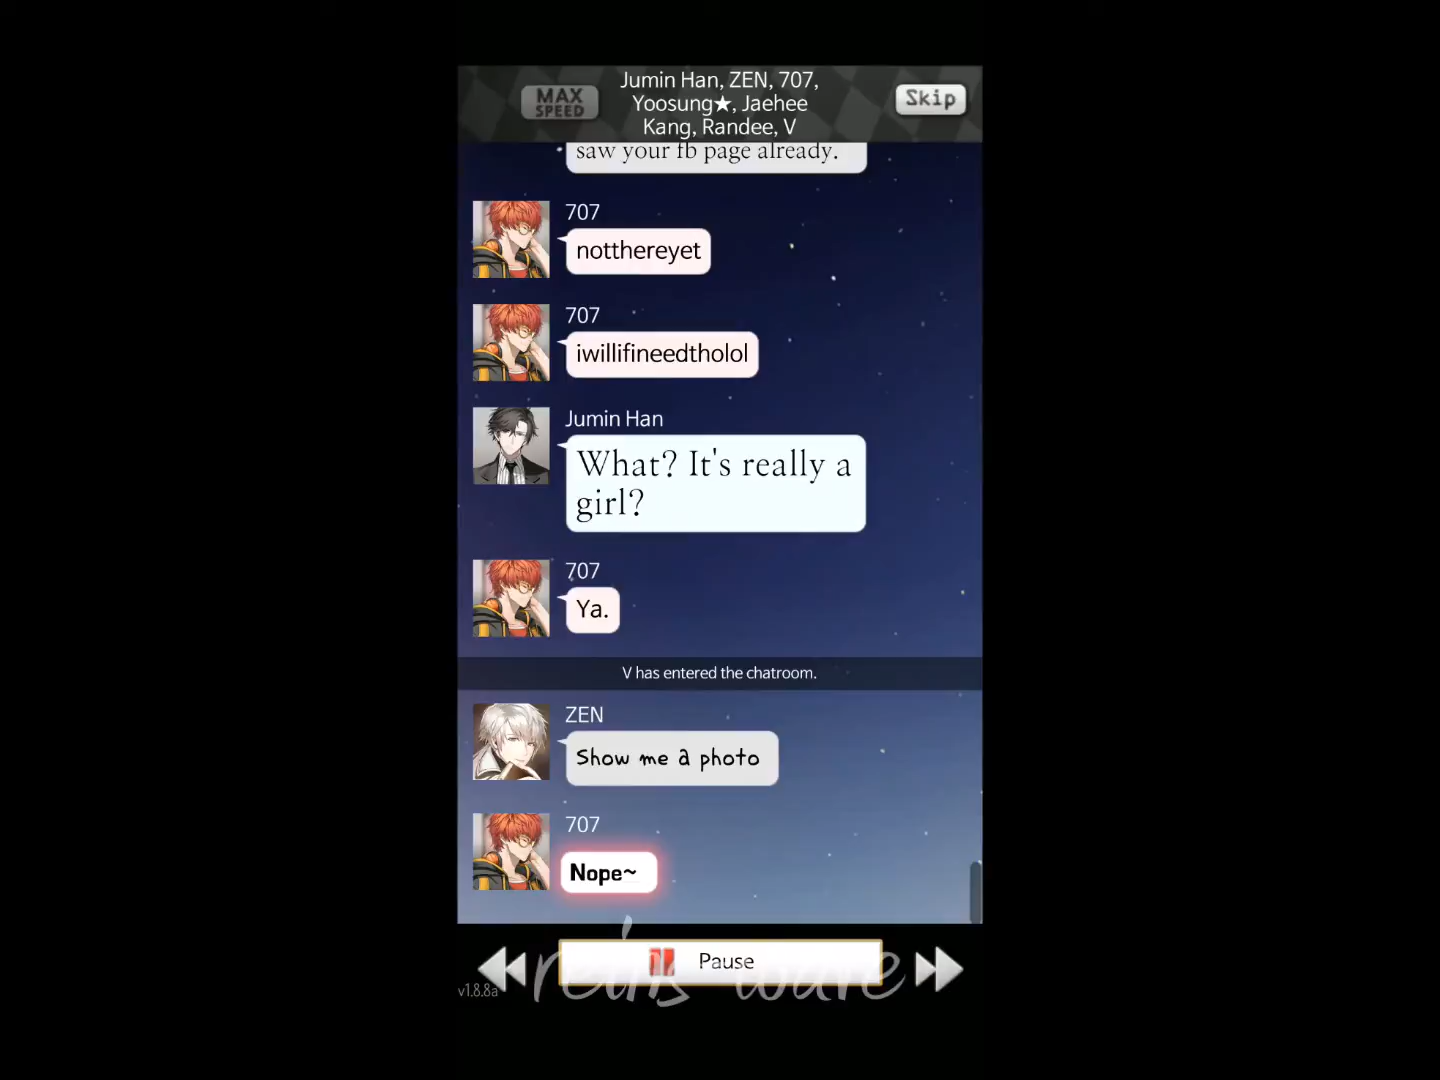 MAX
SPEED
Jumin Han, ZEN, 707,
Yoosung★, Jaehee
Kang, Randee, V
Skip
saw your fb page already.
707
notthereyet
707
iwillifineedtholol
Jumin Han
What? It's really a
girl?
707
Ya.
V has entered the chatroom.
ZEN
Show me a photo
707
Nope~
Pause
v1.8.8a
rein's wave